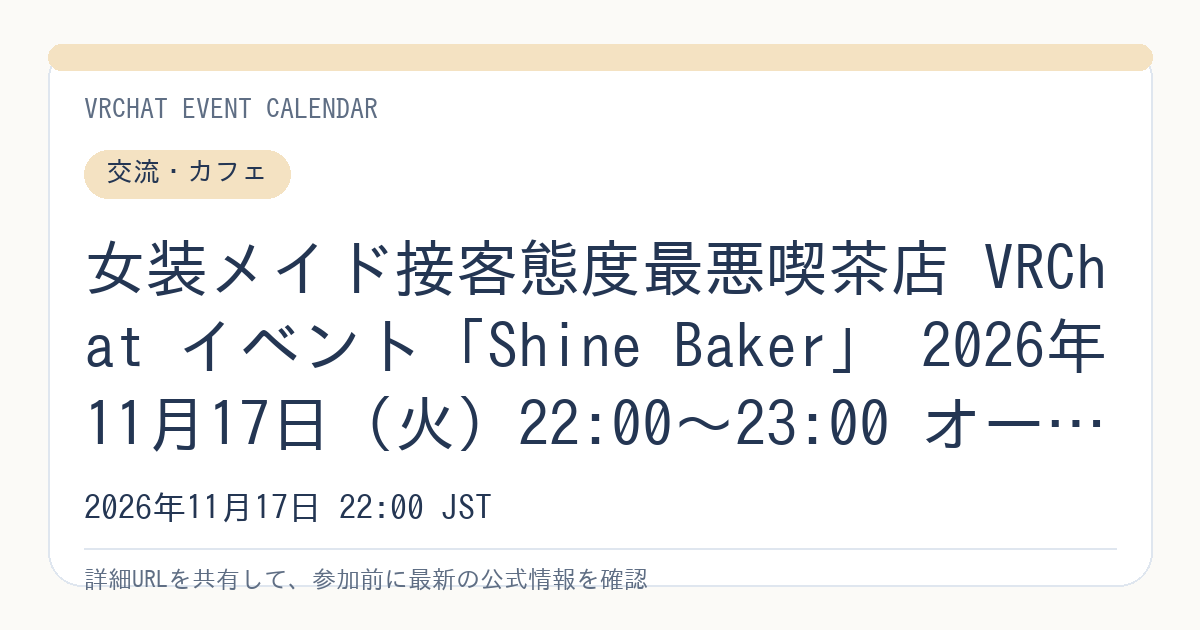 VRCHAT EVENT CALENDAR
交流・カフェ
女装メイド接客態度最悪喫茶店 VRCh
at イベント「Shine Baker」 2026年
11月17日（火）22:00～23:00 オー…
2026年11月17日 22:00 JST
詳細URLを共有して、参加前に最新の公式情報を確認